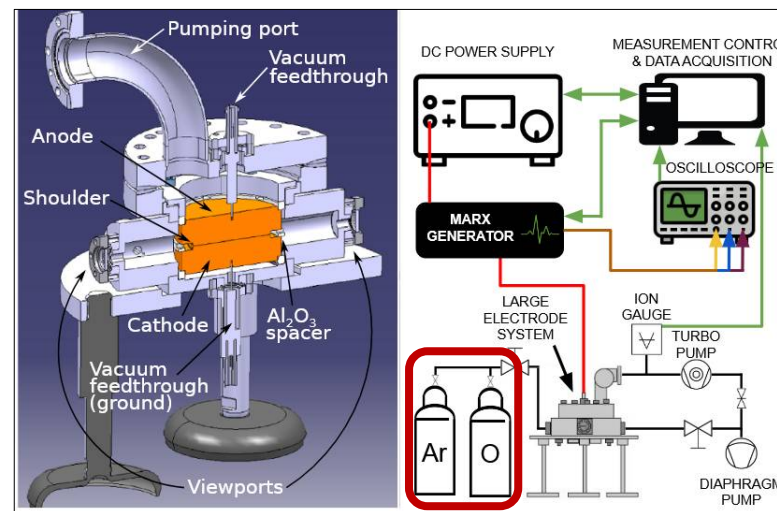 Pumping port
Vacuum
feedthrough
Anode
Shoulder
Cathode
Al₂O₃
spacer
Vacuum
feedthrough
(ground)
Viewports
DC POWER SUPPLY
MEASUREMENT CONTRO
& DATA ACQUISITION
OSCILLOSCOPE
MARX
GENERATOR
LARGE
ELECTRODE
SYSTEM
ION
GAUGE
TURBO
PUMP
Ar
O
DIAPHRAGM
PUMP